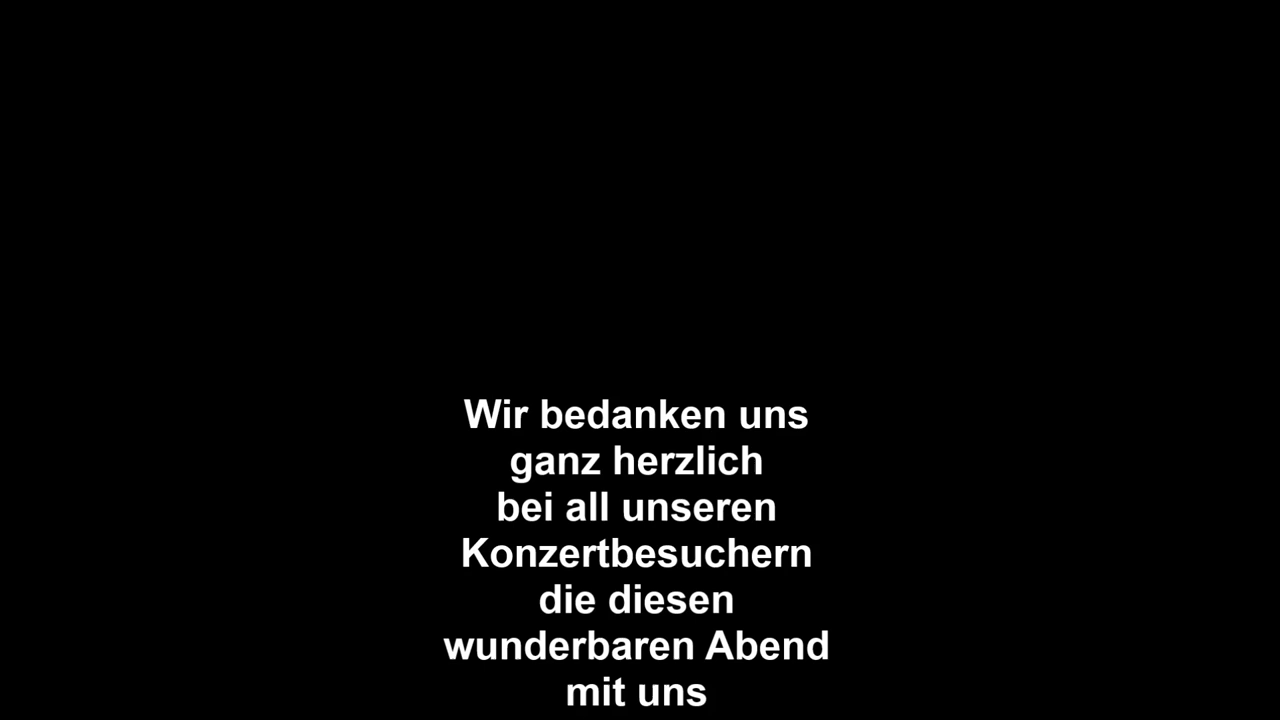 Wir bedanken uns
ganz herzlich
bei all unseren
Konzertbesuchern
die diesen
wunderbaren Abend
mit uns